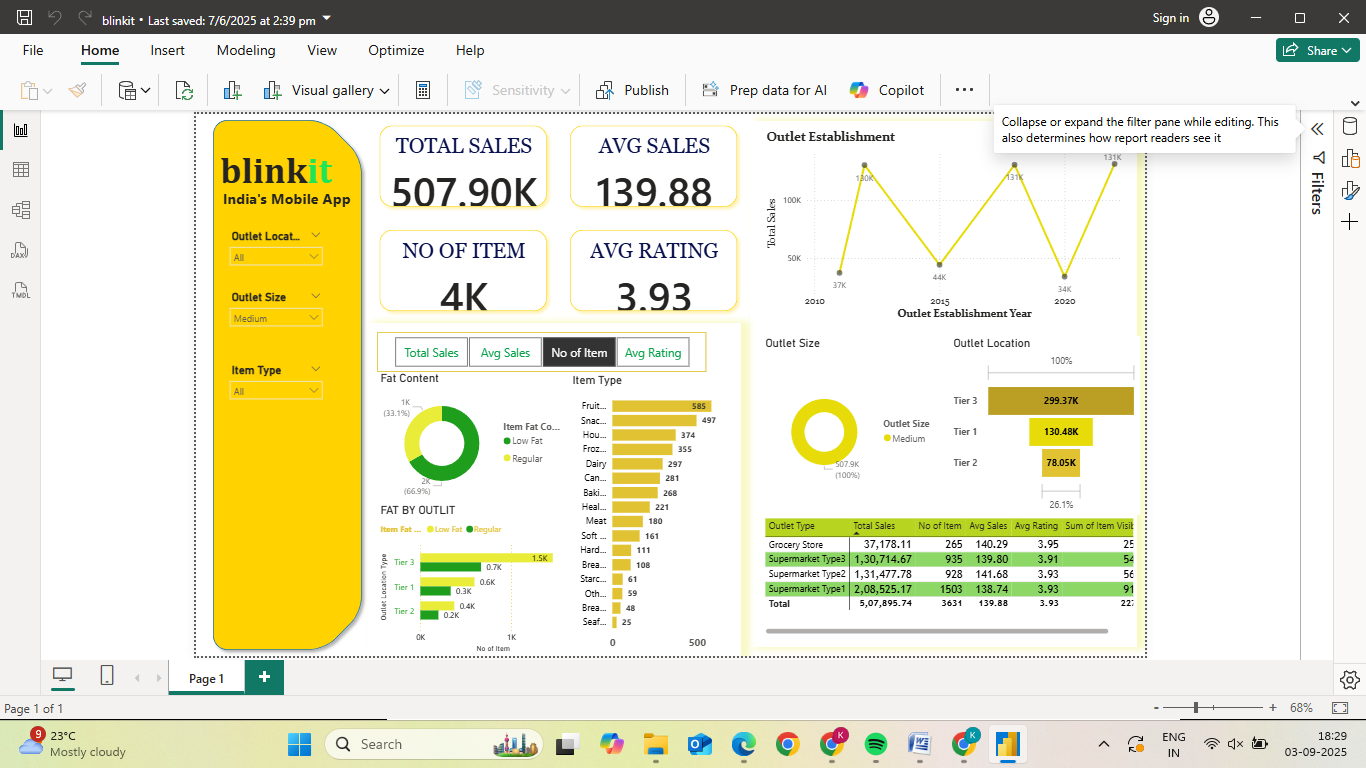 blinkit • Last saved: 7/6/2025 at 2:39 pm
Sign in
File Home Insert Modeling View Optimize Help
Share
Visual gallery
Sensitivity
Publish
Prep data for AI
Copilot
Collapse or expand the filter pane while editing. This
also determines how report readers see it
Filters
DAX
TMDL
blinkit
India's Mobile App
Outlet Locat...
All
Outlet Size
Medium
Item Type
All
TOTAL SALES
507.90K
AVG SALES
139.88
NO OF ITEM
4K
AVG RATING
3.93
Total Sales Avg Sales No of Item Avg Rating
Fat Content
1K
(33.1%)
2K
(66.9%)
Item Fat Co...
Low Fat
Regular
FAT BY OUTLIT
Item Fat ... Low Fat Regular
Outlet Location Type
Tier 3 1.5K
0.7K
Tier 1 0.6K
0.3K
Tier 2 0.4K
0.2K
0K 1K
No of Item
Item Type
Fruit... 585
Snac... 497
Hou... 374
Froz... 355
Dairy 297
Can... 281
Baki... 268
Heal... 221
Meat 180
Soft ... 161
Hard... 111
Brea... 108
Starc... 61
Oth... 59
Brea... 48
Seaf... 25
0 500
Outlet Establishment
Total Sales
100K
50K
37K
130K
44K
131K
34K
131K
2010 2015 2020
Outlet Establishment Year
Outlet Size
507.9K
(100%)
Outlet Size
Medium
Outlet Location
100%
Tier 3 299.37K
Tier 1 130.48K
Tier 2 78.05K
26.1%
Outlet Type Total Sales No of Item Avg Sales Avg Rating Sum of Item Visib
Grocery Store 37,178.11 265 140.29 3.95 25
Supermarket Type3 1,30,714.67 935 139.80 3.91 54
Supermarket Type2 1,31,477.78 928 141.68 3.93 56
Supermarket Type1 2,08,525.17 1503 138.74 3.93 91
Total 5,07,895.74 3631 139.88 3.93 227
Page 1
Page 1 of 1
- + 68%
9
23°C
Mostly cloudy
Search
K
K
ENG
IN
18:29
03-09-2025